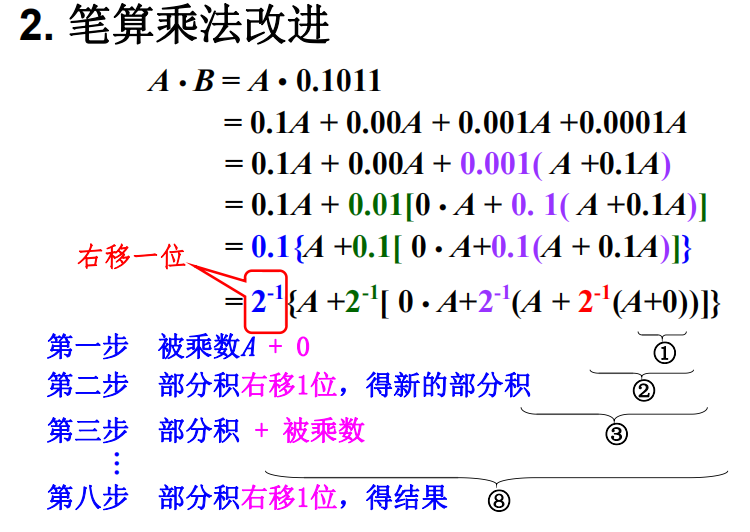 2. 笔算乘法改进
A • B = A • 0.1011
= 0.1A + 0.00A + 0.001A +0.0001A
= 0.1A + 0.00A + 0.001( A +0.1A)
= 0.1A + 0.01[0 • A + 0. 1( A +0.1A)]
= 0.1{A +0.1[ 0 • A+0.1(A + 0.1A)]}
右移一位
= 2⁻¹{A +2⁻¹[ 0 • A+2⁻¹(A + 2⁻¹(A+0))]}
第一步 被乘数A + 0
①
第二步 部分积右移1位，得新的部分积
②
第三步 部分积 + 被乘数
③
⋮
第八步 部分积右移1位，得结果
⑧